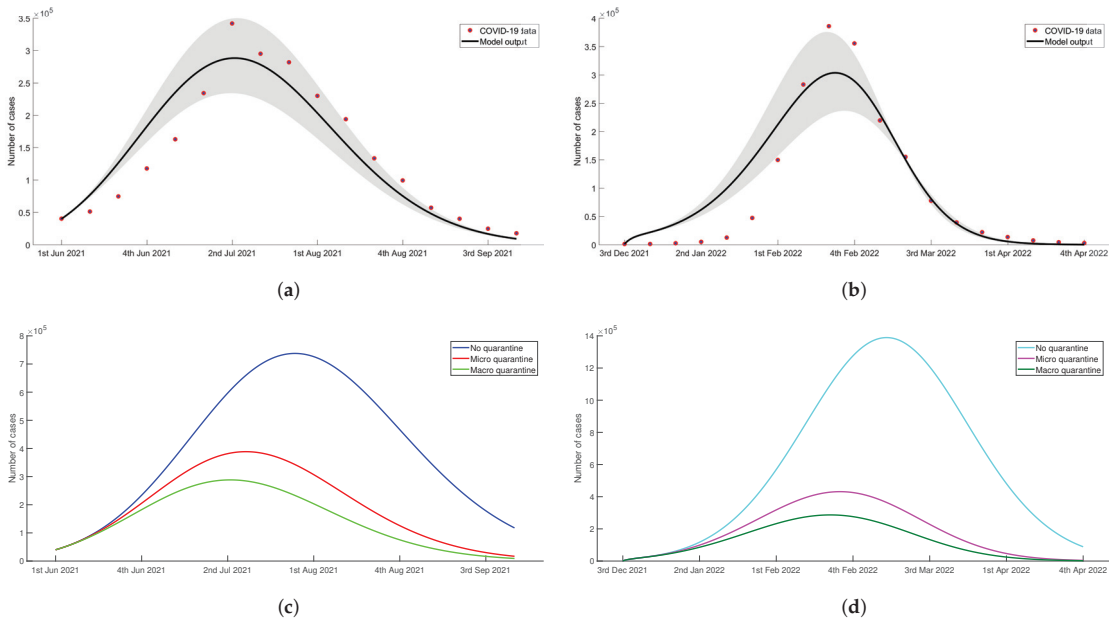 ×10⁵
3.5
3
2.5
2
1.5
1
0.5
0
Number of cases
COVID-19 data
Model output
1st Jun 2021 4th Jun 2021 2nd Jul 2021 1st Aug 2021 4th Aug 2021 3rd Sep 2021
(a)
×10⁵
4
3.5
3
2.5
2
1.5
1
0.5
0
Number of cases
COVID-19 data
Model output
3rd Dec 2021 2nd Jan 2022 1st Feb 2022 4th Feb 2022 3rd Mar 2022 1st Apr 2022 4th Apr 2022
(b)
×10⁵
8
7
6
5
4
3
2
1
0
Number of cases
No quarantine
Micro quarantine
Macro quarantine
1st Jun 2021 4th Jun 2021 2nd Jul 2021 1st Aug 2021 4th Aug 2021 3rd Sep 2021
(c)
×10⁵
14
12
10
8
6
4
2
0
Number of cases
No quarantine
Micro quarantine
Macro quarantine
3rd Dec 2021 2nd Jan 2022 1st Feb 2022 4th Feb 2022 3rd Mar 2022 1st Apr 2022 4th Apr 2022
(d)